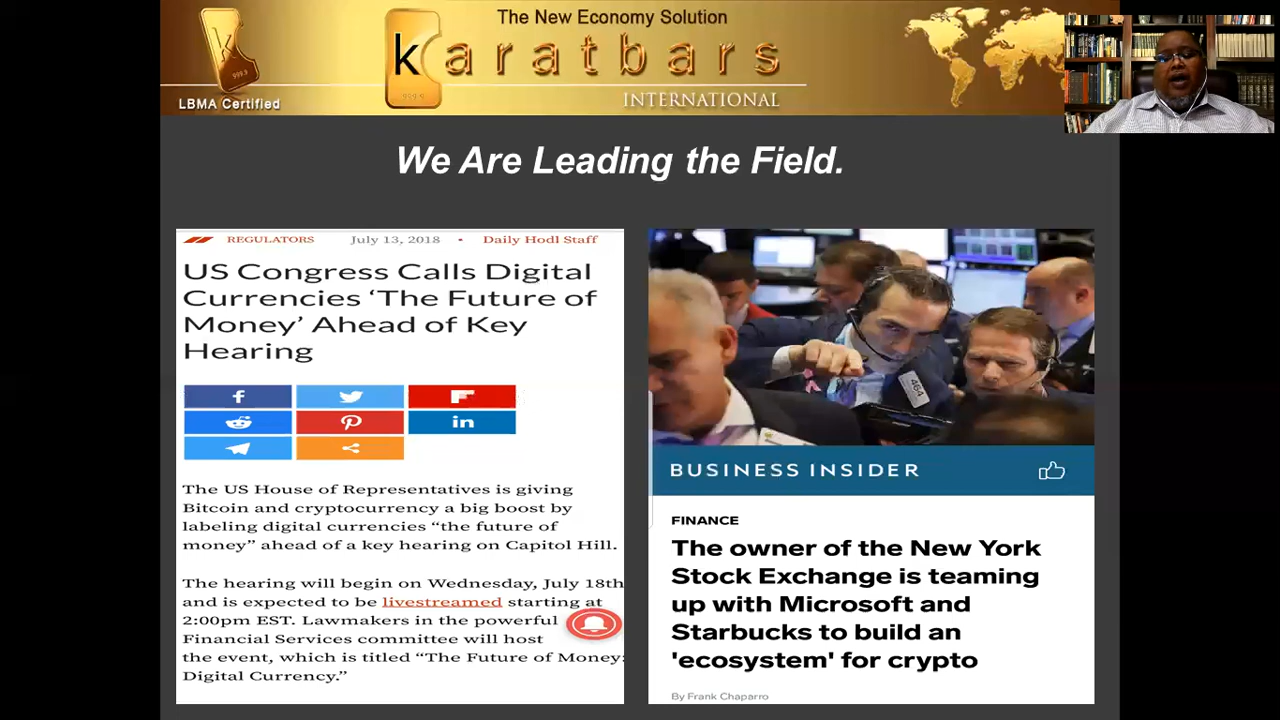 The New Economy Solution
karatbars
INTERNATIONAL
999.9
LBMA Certified
We Are Leading the Field.
REGULATORS July 13, 2018 • Daily Hodl Staff
US Congress Calls Digital
Currencies ‘The Future of
Money’ Ahead of Key
Hearing
The US House of Representatives is giving
Bitcoin and cryptocurrency a big boost by
labeling digital currencies “the future of
money” ahead of a key hearing on Capitol Hill.
The hearing will begin on Wednesday, July 18th
and is expected to be livestreamed starting at
2:00pm EST. Lawmakers in the powerful
Financial Services committee will host
the event, which is titled “The Future of Money:
Digital Currency.”
464
BUSINESS INSIDER
FINANCE
The owner of the New York
Stock Exchange is teaming
up with Microsoft and
Starbucks to build an
'ecosystem' for crypto
By Frank Chaparro